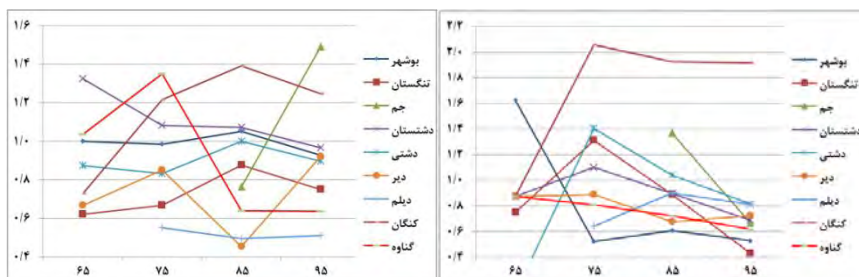 ۱/۶
۱/۴
۱/۲
۱/۰
۰/۸
۰/۶
۰/۴
۶۵ ۷۵ ۸۵ ۹۵
بوشهر
تنگستان
جم
دشتستان
دشتی
دیر
دیلم
کنگان
گناوه
۲/۲
۲/۰
۱/۸
۱/۶
۱/۴
۱/۲
۱/۰
۰/۸
۰/۶
۰/۴
۶۵ ۷۵ ۸۵ ۹۵
بوشهر
تنگستان
جم
دشتستان
دشتی
دیر
دیلم
کنگان
گناوه